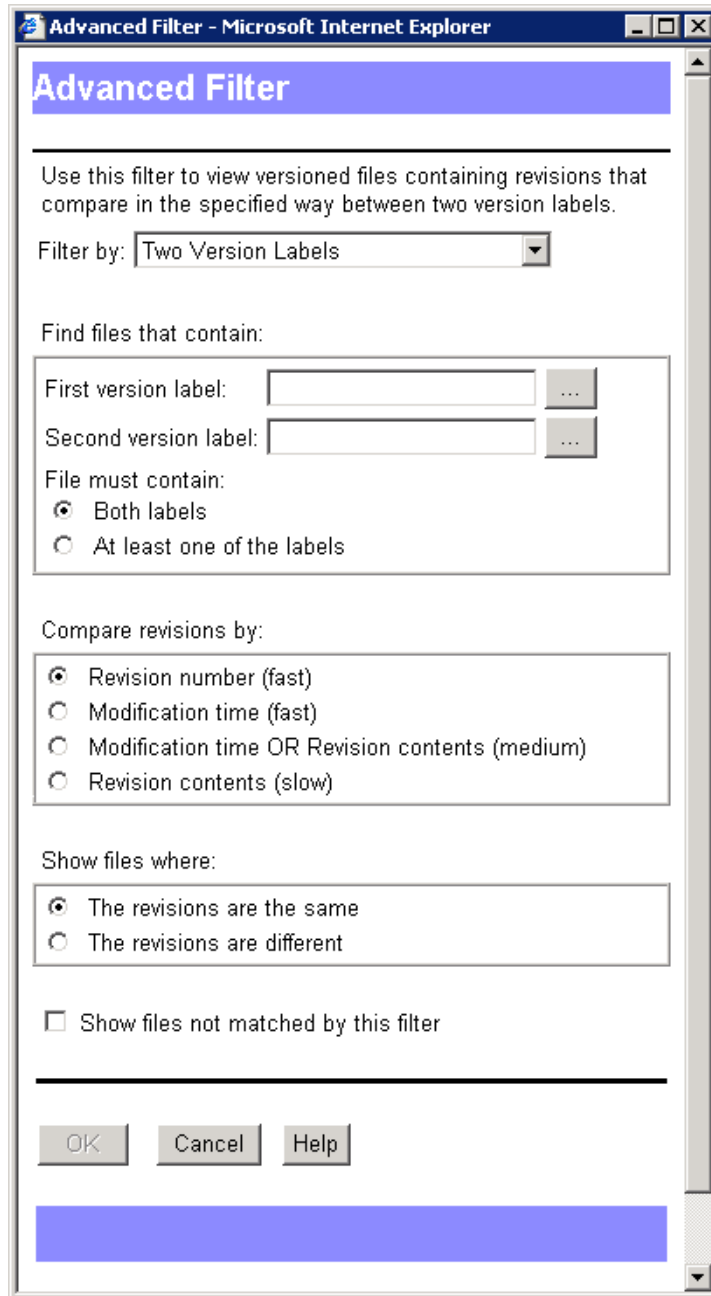 Advanced Filter - Microsoft Internet Explorer
Advanced Filter
Use this filter to view versioned files containing revisions that
compare in the specified way between two version labels.
Filter by: Two Version Labels
Find files that contain:
First version label: ...
Second version label: ...
File must contain:
Both labels
At least one of the labels
Compare revisions by:
Revision number (fast)
Modification time (fast)
Modification time OR Revision contents (medium)
Revision contents (slow)
Show files where:
The revisions are the same
The revisions are different
Show files not matched by this filter
OK Cancel Help